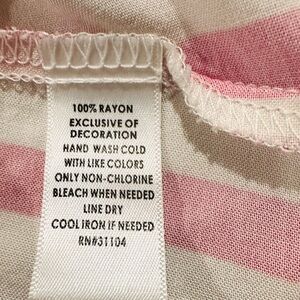 100% RAYON
EXCLUSIVE OF
DECORATION
HAND WASH COLD
WITH LIKE COLORS
ONLY NON-CHLORINE
BLEACH WHEN NEEDED
LINE DRY
COOL IRON IF NEEDED
RN#31104